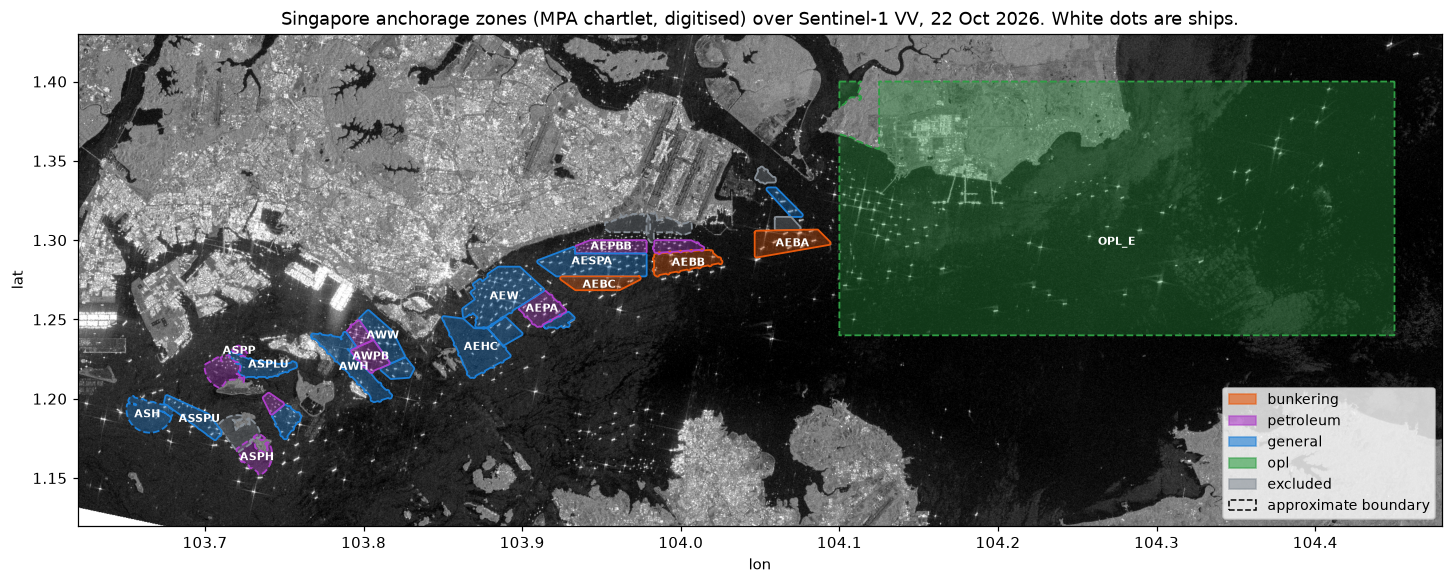 Singapore anchorage zones (MPA chartlet, digitised) over Sentinel-1 VV, 22 Oct 2026. White dots are ships.
lat
1.40
1.35
1.30
1.25
1.20
1.15
OPL_E
AEBA
AEPBB
AESPA
AEBB
AEBC
AEW
AEPA
AWW
AEHC
AWPB
AWH
ASPP
ASPLU
ASH
ASSPU
ASPH
bunkering
petroleum
general
opl
excluded
approximate boundary
103.7
103.8
103.9
104.0
104.1
104.2
104.3
104.4
lon